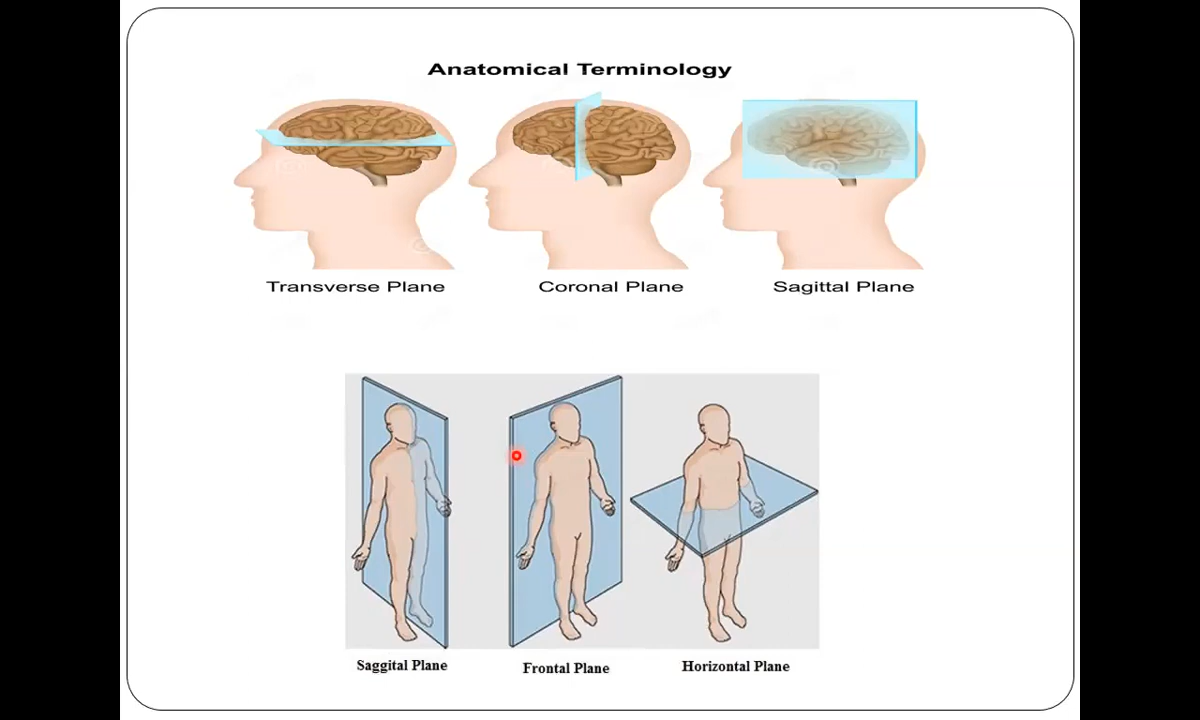 Anatomical Terminology
Transverse Plane
Coronal Plane
Sagittal Plane
Saggital Plane
Frontal Plane
Horizontal Plane